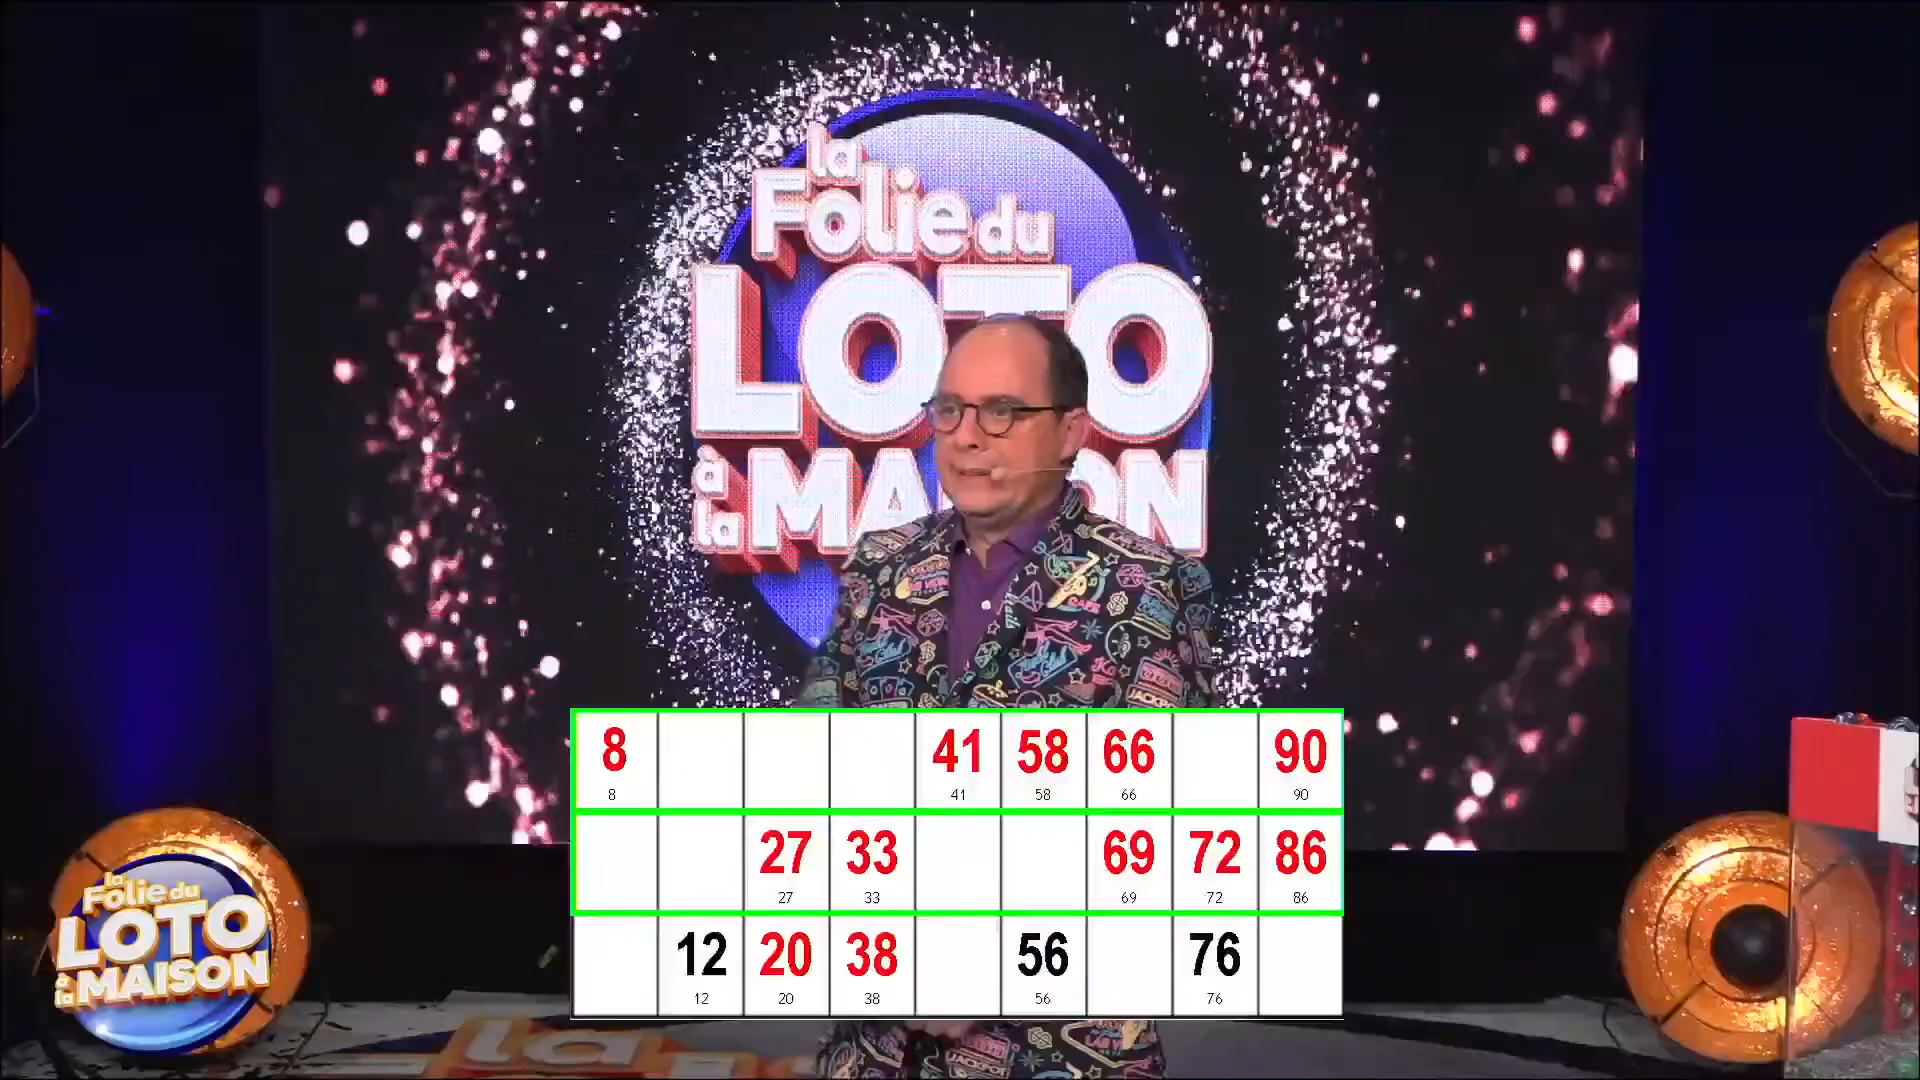 la
Folie du
LOTO
à la MAISON
8 41 58 66 90
8 41 58 66 90
27 33 69 72 86
27 33 69 72 86
12 20 38 56 76
12 20 38 56 76
la
Folie du
LOTO
à la MAISON
la
JACKPOT